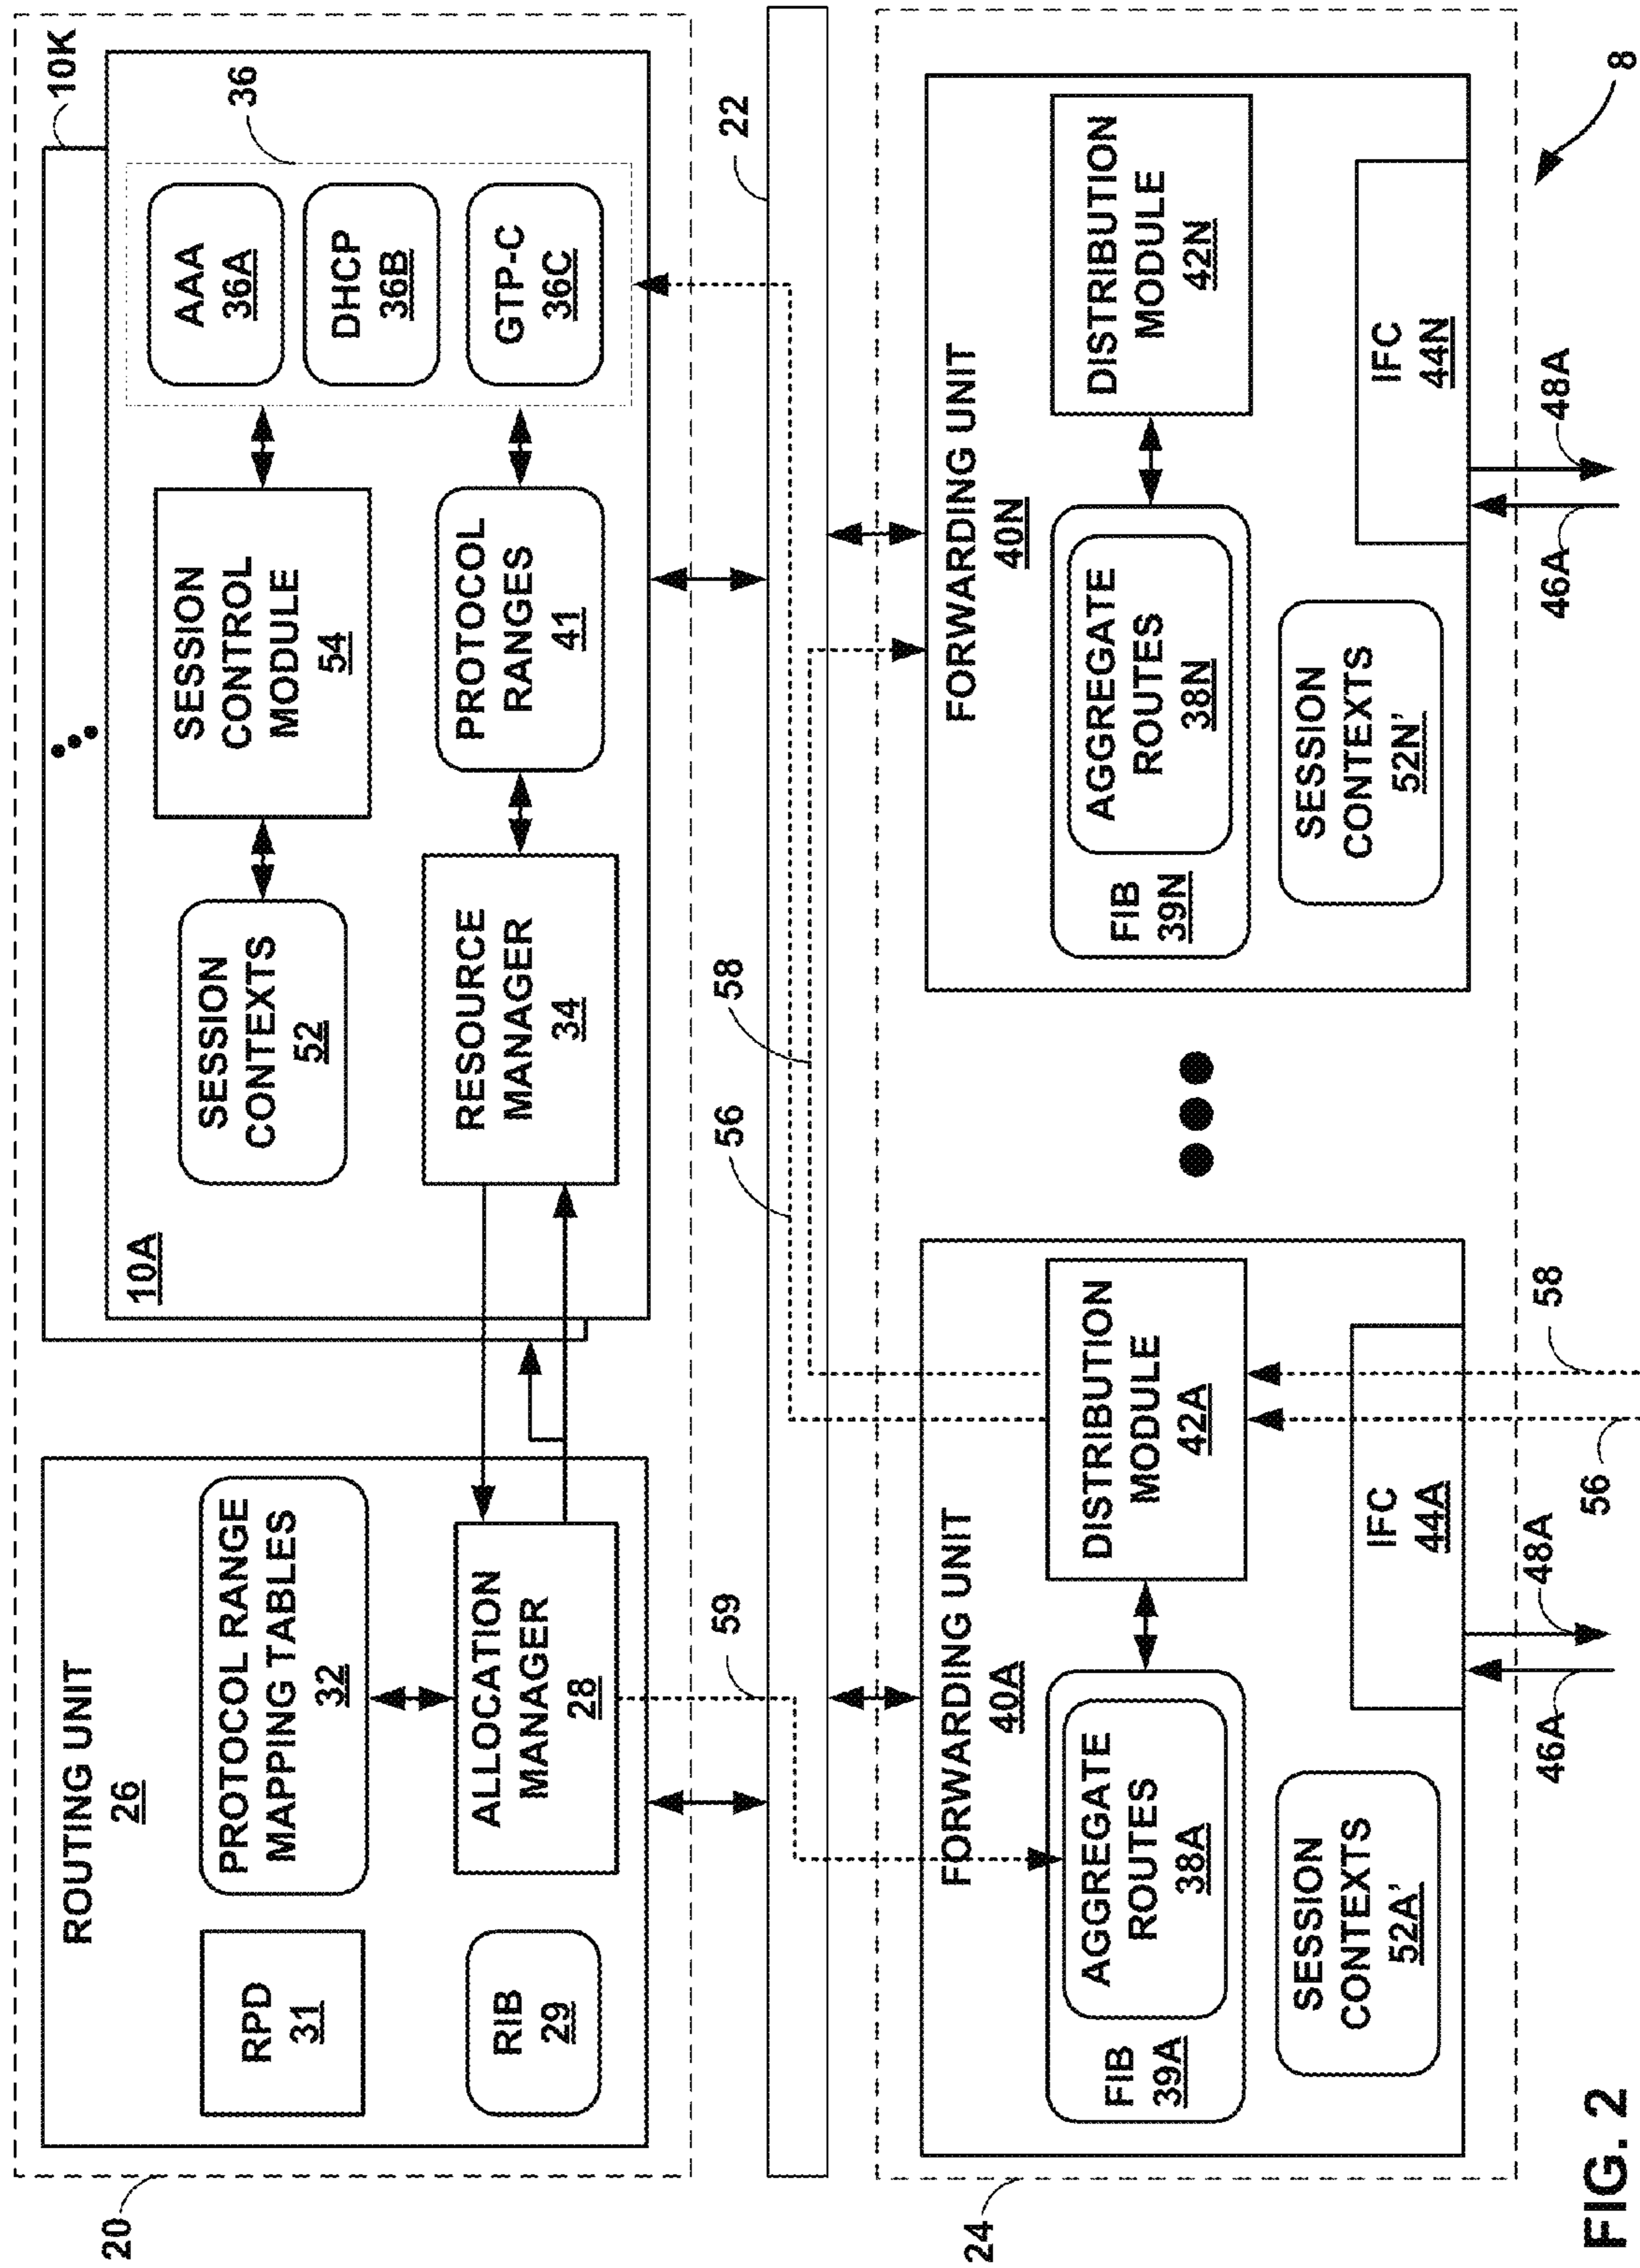 20
ROUTING UNIT
26
RPD
31
RIB
29
PROTOCOL RANGE
MAPPING TABLES
32
ALLOCATION
MANAGER
28
10K
10A
SESSION
CONTEXTS
52
SESSION
CONTROL
MODULE
54
RESOURCE
MANAGER
34
PROTOCOL
RANGES
41
36
AAA
36A
DHCP
36B
GTP-C
36C
59
56
58
22
24
FORWARDING UNIT
40A
AGGREGATE
ROUTES
38A
FIB
39A
DISTRIBUTION
MODULE
42A
SESSION
CONTEXTS
52A'
IFC
44A
46A
48A
56
58
FORWARDING UNIT
40N
AGGREGATE
ROUTES
38N
FIB
39N
DISTRIBUTION
MODULE
42N
SESSION
CONTEXTS
52N'
IFC
44N
46A
48A
8
FIG. 2